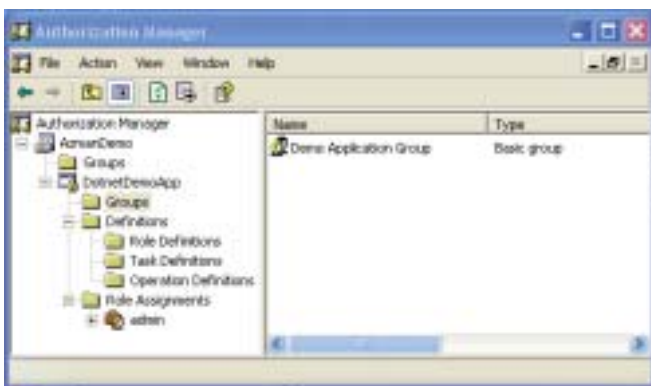 Authorization Manager
File Action View Window Help
Authorization Manager
AzmanDemo
Groups
DotnetDemoApp
Groups
Definitions
Role Definitions
Task Definitions
Operation Definitions
Role Assignments
admin
Name Type
Demo Application Group Basic group